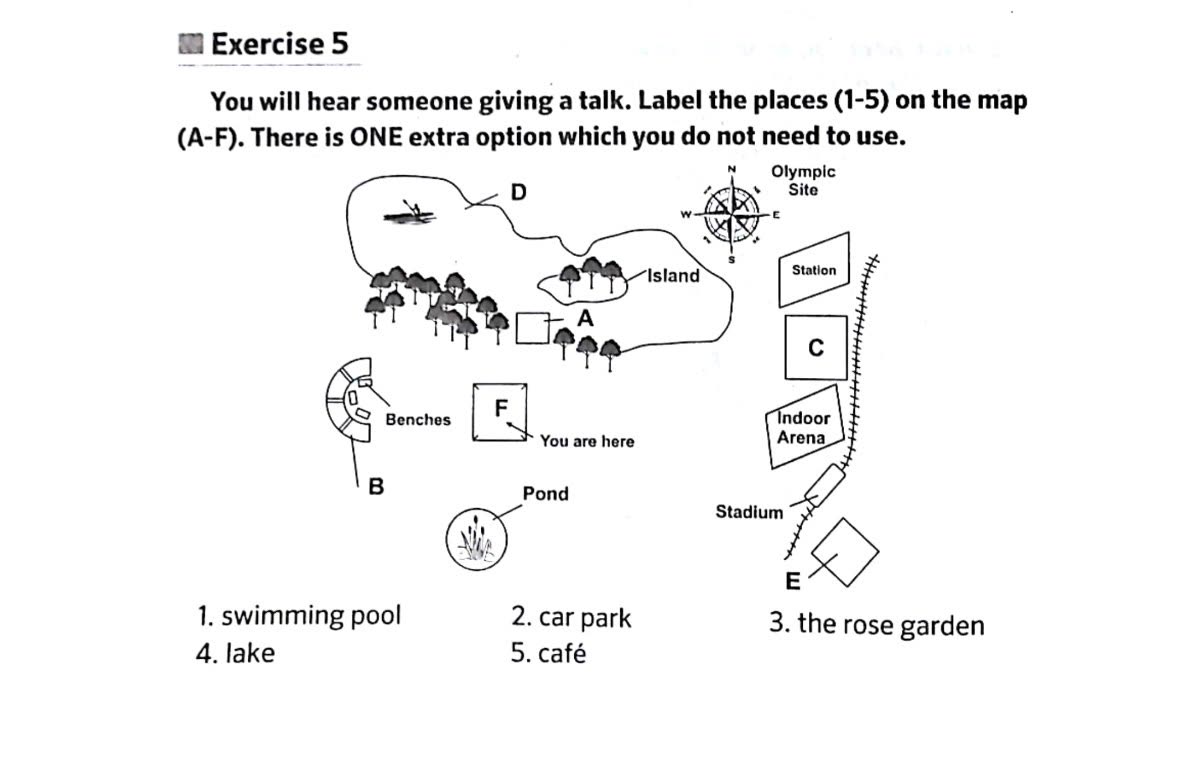 Exercise 5
You will hear someone giving a talk. Label the places (1-5) on the map
(A-F). There is ONE extra option which you do not need to use.
N
Olympic
Site
D
W
E
S
Station
Island
A
C
F
Indoor
Arena
Benches
You are here
B
Pond
Stadium
E
1. swimming pool
2. car park
3. the rose garden
4. lake
5. café